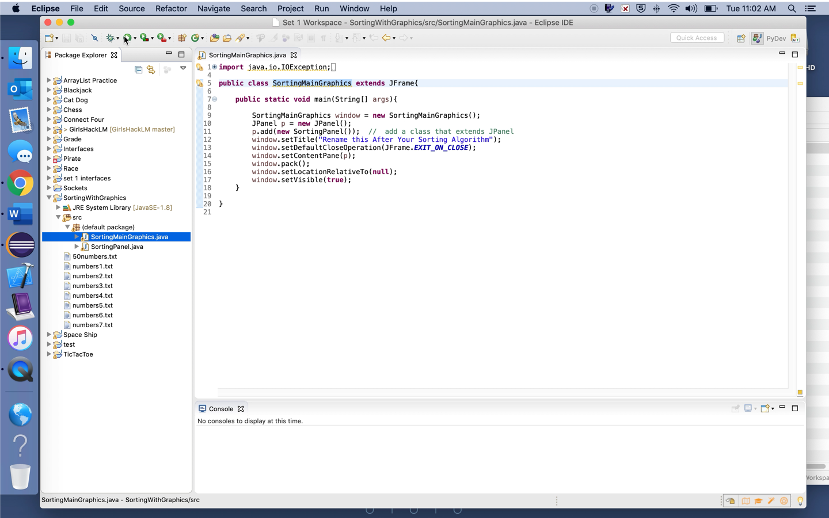 Eclipse File Edit Source Refactor Navigate Search Project Run Window Help Tue 11:02 AM
Set 1 Workspace - SortingWithGraphics/src/SortingMainGraphics.java - Eclipse IDE
Quick Access PyDev
Package Explorer
ArrayList Practice
Blackjack
Cat Dog
Chess
Connect Four
> GirlsHackLM [GirlsHackLM master]
Grade
Interfaces
Pirate
Race
set 1 interfaces
Sockets
SortingWithGraphics
JRE System Library [JavaSE-1.8]
src
(default package)
SortingMainGraphics.java
SortingPanel.java
50numbers.txt
numbers1.txt
numbers2.txt
numbers3.txt
numbers4.txt
numbers5.txt
numbers6.txt
numbers7.txt
Space Ship
test
TicTacToe
SortingMainGraphics.java
1 import java.io.IOException;
4
5 public class SortingMainGraphics extends JFrame{
6
7 public static void main(String[] args){
8
9 SortingMainGraphics window = new SortingMainGraphics();
10 JPanel p = new JPanel();
11 p.add(new SortingPanel()); // add a class that extends JPanel
12 window.setTitle("Rename this After Your Sorting Algorithm");
13 window.setDefaultCloseOperation(JFrame.EXIT_ON_CLOSE);
14 window.setContentPane(p);
15 window.pack();
16 window.setLocationRelativeTo(null);
17 window.setVisible(true);
18 }
19
20 }
21
Console
No consoles to display at this time.
SortingMainGraphics.java - SortingWithGraphics/src
HD